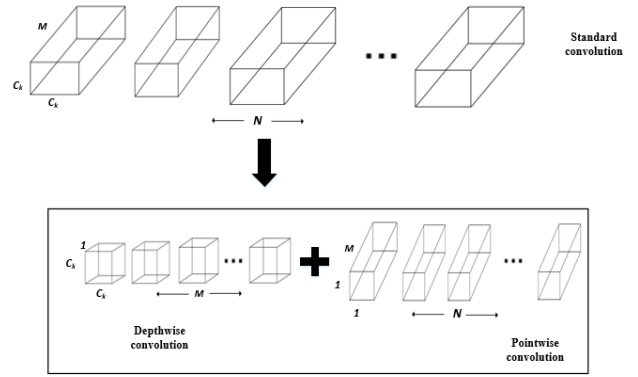 M
Standard
convolution
Ck
Ck
N
1
M
Ck
1
Ck
M
1
N
Depthwise
convolution
Pointwise
convolution